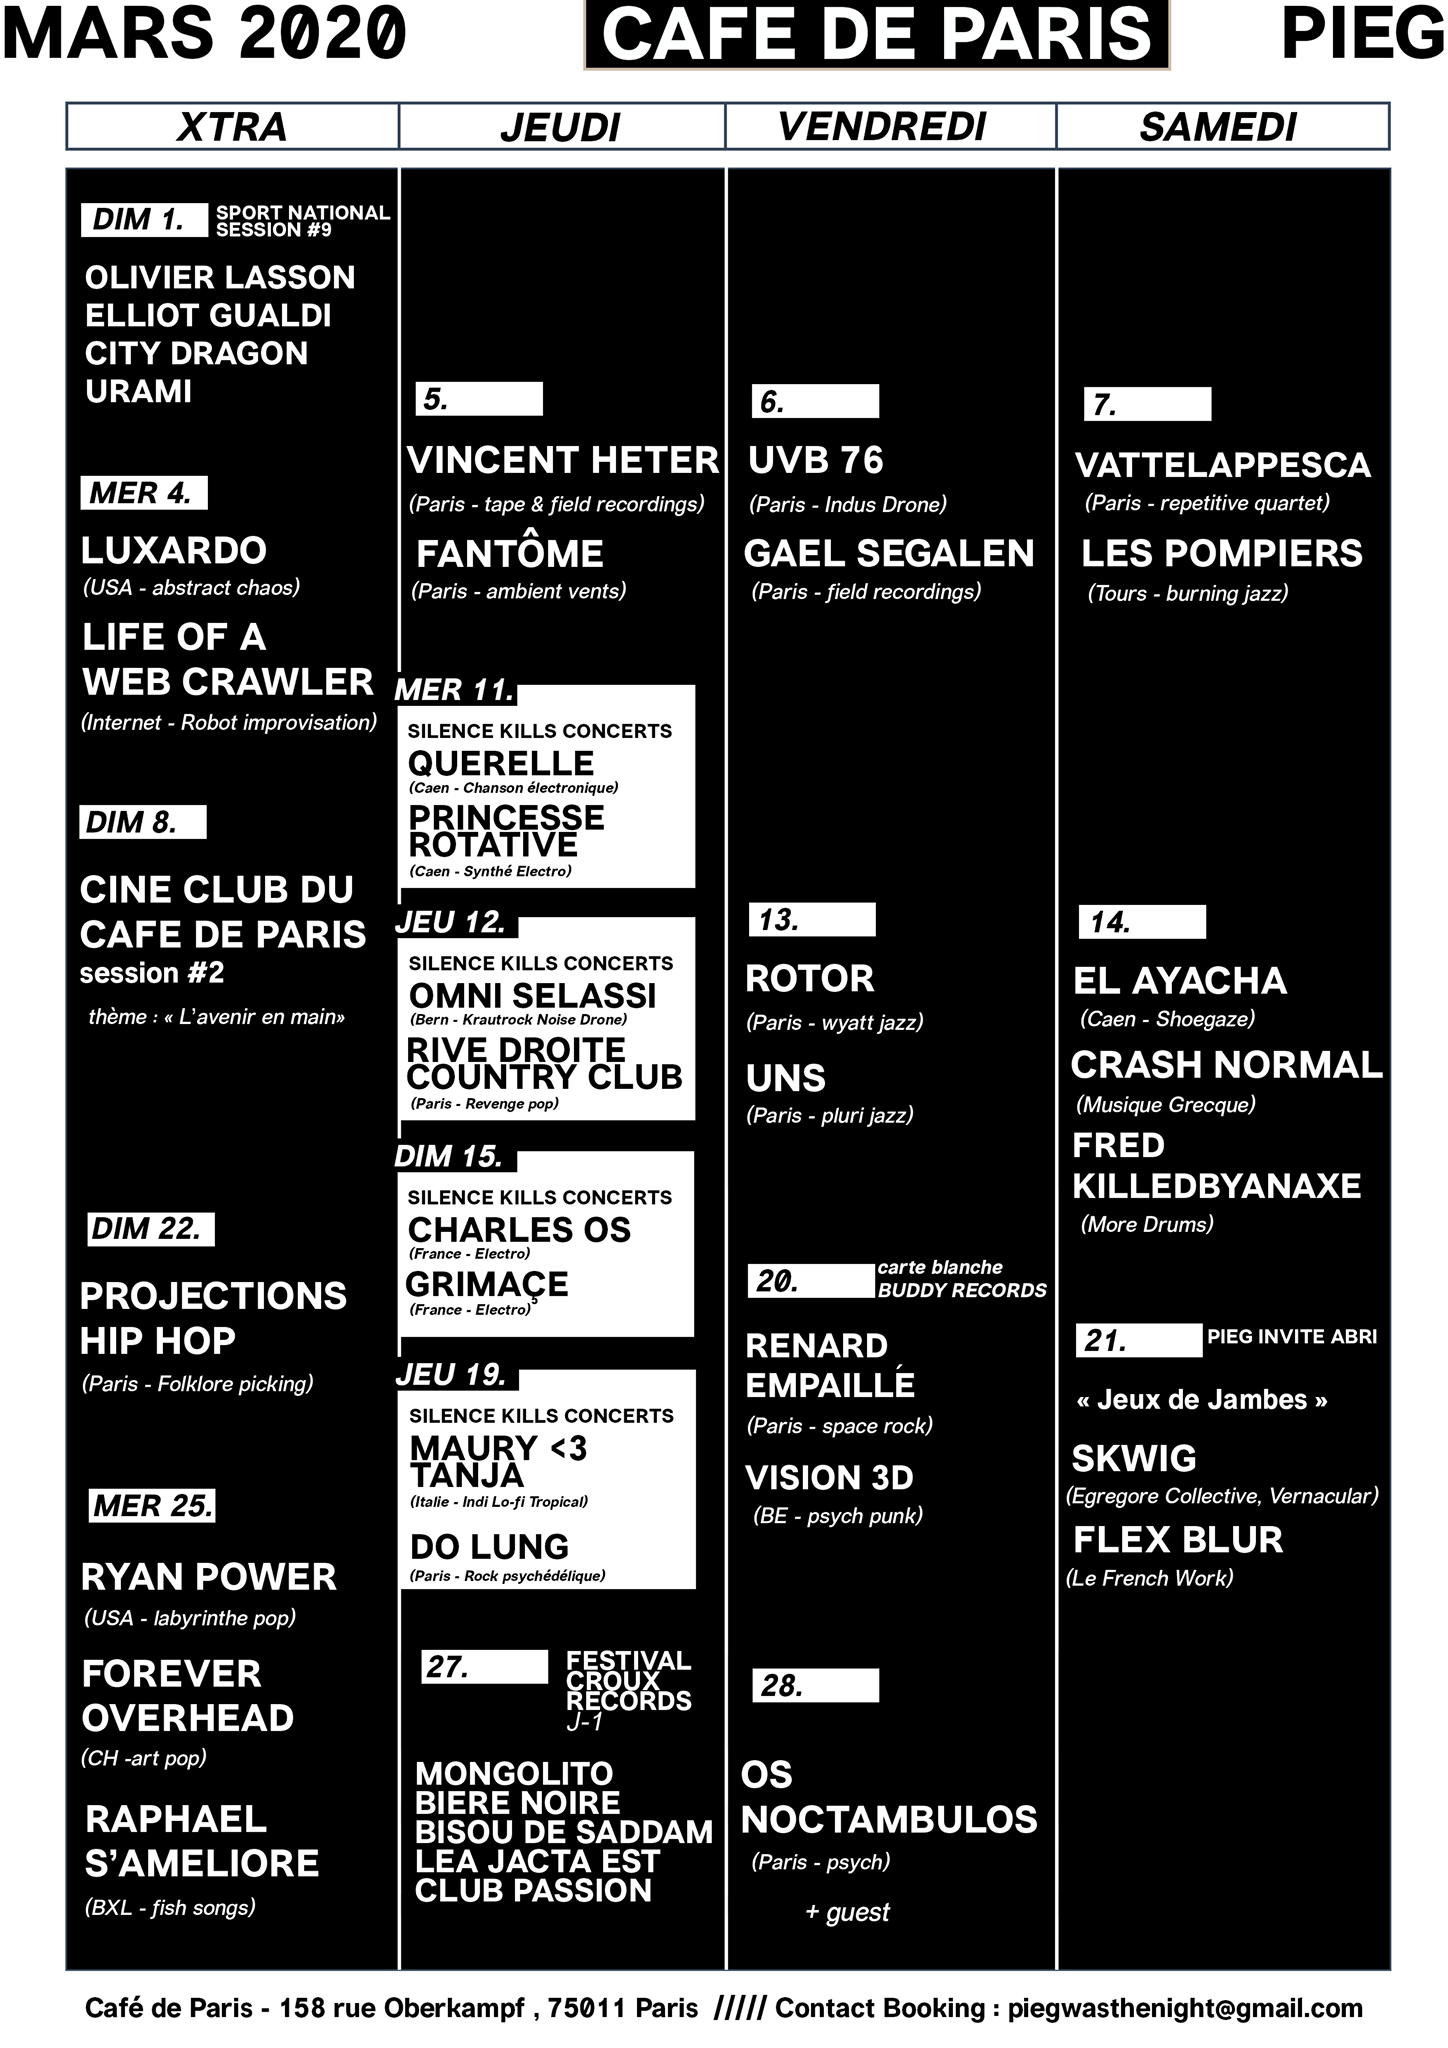 MARS 2020
CAFE DE PARIS
PIEG
XTRA
JEUDI
VENDREDI
SAMEDI
DIM 1.
SPORT NATIONAL
SESSION #9
OLIVIER LASSON
ELLIOT GUALDI
CITY DRAGON
URAMI
MER 4.
LUXARDO
(USA - abstract chaos)
LIFE OF A
WEB CRAWLER
(Internet - Robot improvisation)
DIM 8.
CINE CLUB DU
CAFE DE PARIS
session #2
thème : « L'avenir en main»
DIM 22.
PROJECTIONS
HIP HOP
(Paris - Folklore picking)
MER 25.
RYAN POWER
(USA - labyrinthe pop)
FOREVER
OVERHEAD
(CH -art pop)
RAPHAEL
S'AMELIORE
(BXL - fish songs)
5.
VINCENT HETER
(Paris - tape & field recordings)
FANTÔME
(Paris - ambient vents)
MER 11.
SILENCE KILLS CONCERTS
QUERELLE
(Caen - Chanson électronique)
PRINCESSE
ROTATIVE
(Caen - Synthé Electro)
JEU 12.
SILENCE KILLS CONCERTS
OMNI SELASSI
(Bern - Krautrock Noise Drone)
RIVE DROITE
COUNTRY CLUB
(Paris - Revenge pop)
DIM 15.
SILENCE KILLS CONCERTS
CHARLES OS
(France - Electro)
GRIMAÇE
(France - Electro)
JEU 19.
SILENCE KILLS CONCERTS
MAURY <3
TANJA
(Italie - Indi Lo-fi Tropical)
DO LUNG
(Paris - Rock psychédélique)
27.
FESTIVAL
CROUX
RECORDS
J-1
MONGOLITO
BIERE NOIRE
BISOU DE SADDAM
LEA JACTA EST
CLUB PASSION
6.
UVB 76
(Paris - Indus Drone)
GAEL SEGALEN
(Paris - field recordings)
13.
ROTOR
(Paris - wyatt jazz)
UNS
(Paris - pluri jazz)
20.
carte blanche
BUDDY RECORDS
RENARD
EMPAILLÉ
(Paris - space rock)
VISION 3D
(BE - psych punk)
28.
OS
NOCTAMBULOS
(Paris - psych)
+ guest
7.
VATTELAPPESCA
(Paris - repetitive quartet)
LES POMPIERS
(Tours - burning jazz)
14.
EL AYACHA
(Caen - Shoegaze)
CRASH NORMAL
(Musique Grecque)
FRED
KILLEDBYANAXE
(More Drums)
21.
PIEG INVITE ABRI
« Jeux de Jambes »
SKWIG
(Egregore Collective, Vernacular)
FLEX BLUR
(Le French Work)
Café de Paris - 158 rue Oberkampf , 75011 Paris ///// Contact Booking : piegwasthenight@gmail.com